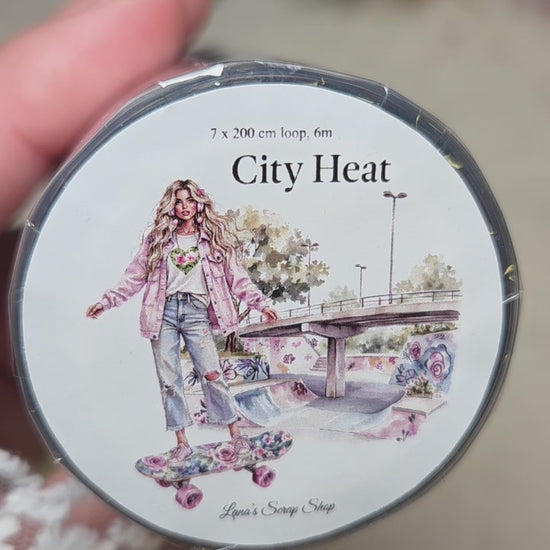 7 x 200 cm loop, 6m
City Heat
Lana's Scrap Shop